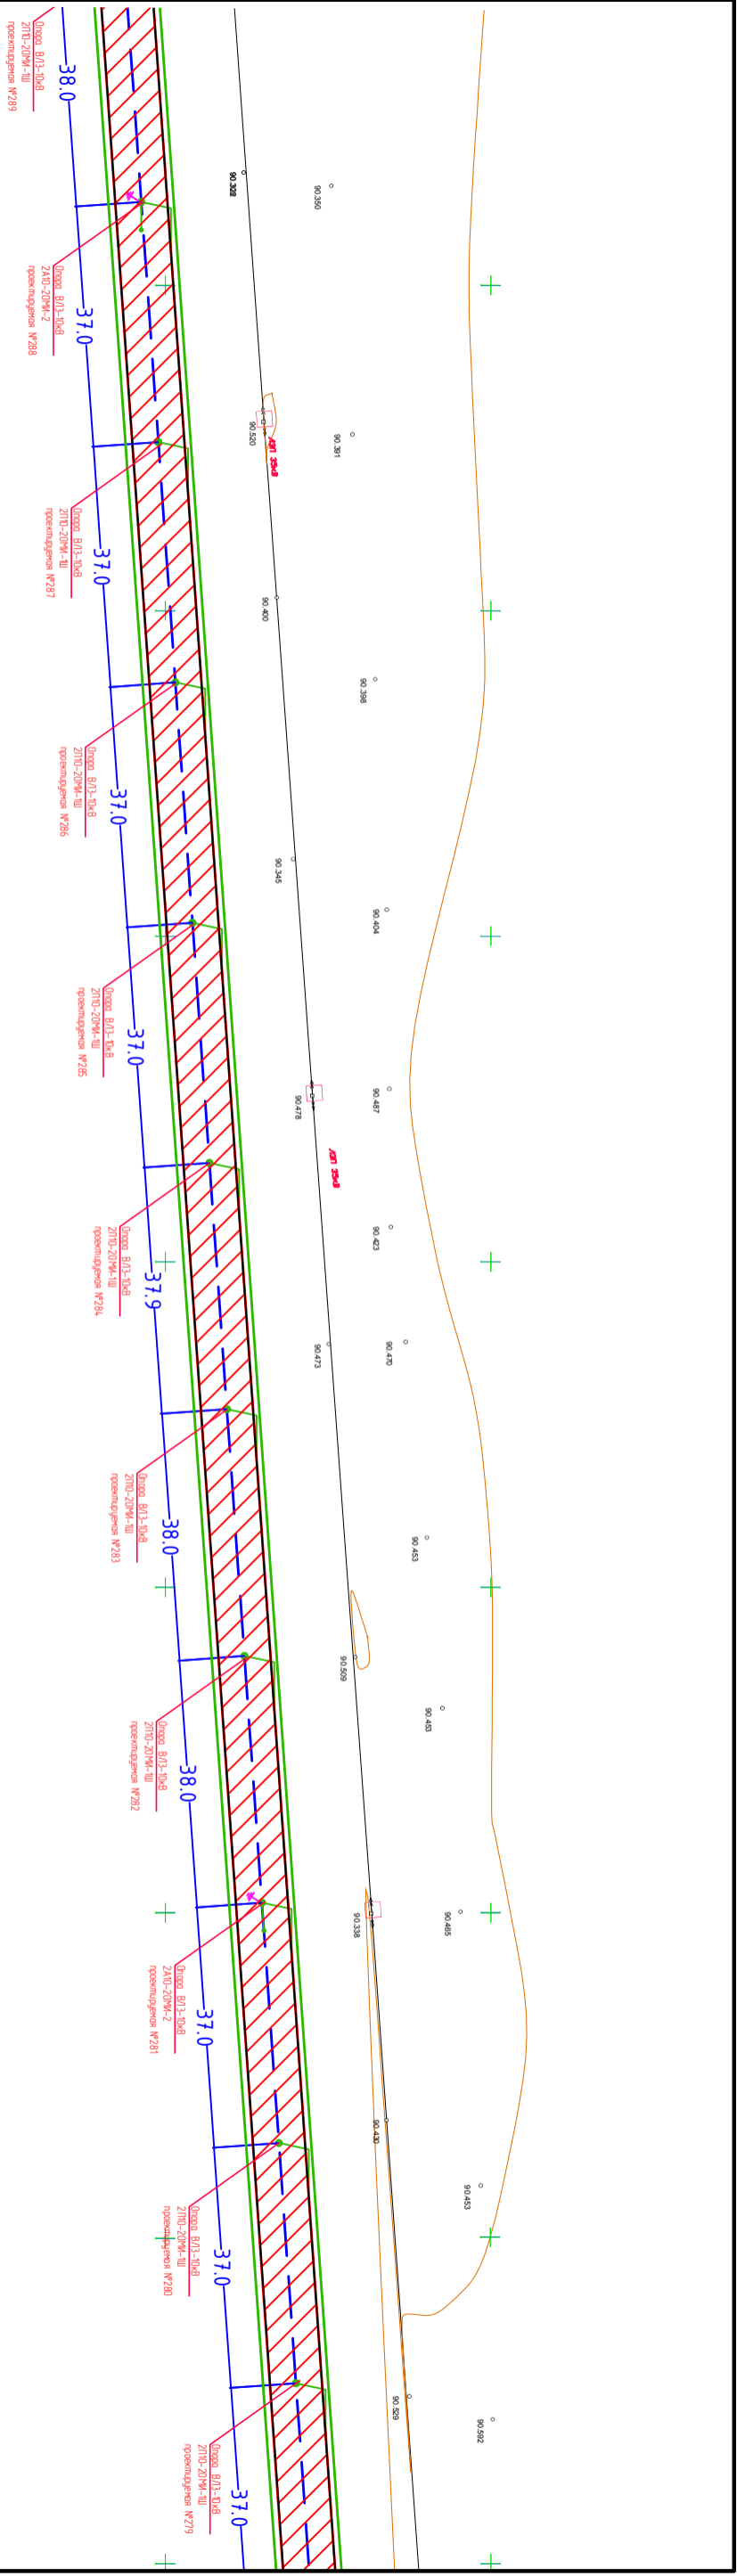 Опора ВЛЗ-10кВ
2П10-20МИ-1Ш
проектируемая №289
38.0
Опора ВЛЗ-10кВ
2А10-20МИ-2
проектируемая №288
37.0
Опора ВЛЗ-10кВ
2П10-20МИ-1Ш
проектируемая №287
37.0
Опора ВЛЗ-10кВ
2П10-20МИ-1Ш
проектируемая №286
37.0
Опора ВЛЗ-10кВ
2П10-20МИ-1Ш
проектируемая №285
37.0
Опора ВЛЗ-10кВ
2П10-20МИ-1Ш
проектируемая №284
37.9
Опора ВЛЗ-10кВ
2П10-20МИ-1Ш
проектируемая №283
38.0
Опора ВЛЗ-10кВ
2П10-20МИ-1Ш
проектируемая №282
38.0
Опора ВЛЗ-10кВ
2А10-20МИ-2
проектируемая №281
37.0
Опора ВЛЗ-10кВ
2П10-20МИ-1Ш
проектируемая №280
37.0
Опора ВЛЗ-10кВ
2П10-20МИ-1Ш
проектируемая №279
37.0
90.350
90.520
ЛЭП 35кВ
90.391
90.400
90.398
90.345
90.404
90.478
90.487
ЛЭП 35кВ
90.423
90.473
90.470
90.453
90.509
90.453
90.338
90.465
90.430
90.453
90.529
90.592